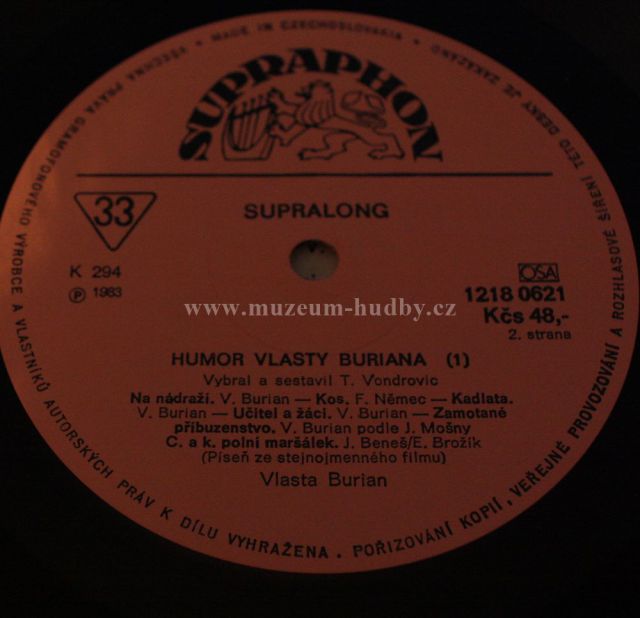 VŠECHNA PRÁVA GRAMOFONOVÉHO VÝROBCE A VLASTNÍKŮ AUTORSKÝCH PRÁV K DÍLU VYHRAŽENA . POŘIZOVÁNÍ KOPIÍ, VEŘEJNÉ PROVOZOVÁNÍ A ROZHLASOVÉ ŠÍŘENÍ TÉTO DESKY JE ZAKÁZÁNO
MADE IN CZECHOSLOVAKIA
SUPRAPHON
33
SUPRALONG
K 294
℗ 1983
OSA
1218 0621
Kčs 48,-
2. strana
www.muzeum-hudby.cz
HUMOR VLASTY BURIANA (1)
Vybral a sestavil T. Vondrovic
Na nádraží. V. Burian — Kos. F. Němec — Kadlata.
V. Burian — Učitel a žáci. V. Burian — Zamotané
příbuzenstvo. V. Burian podle J. Mošny
C. a k. polní maršálek. J. Beneš/E. Brožík
(Píseň ze stejnojmenného filmu)
Vlasta Burian